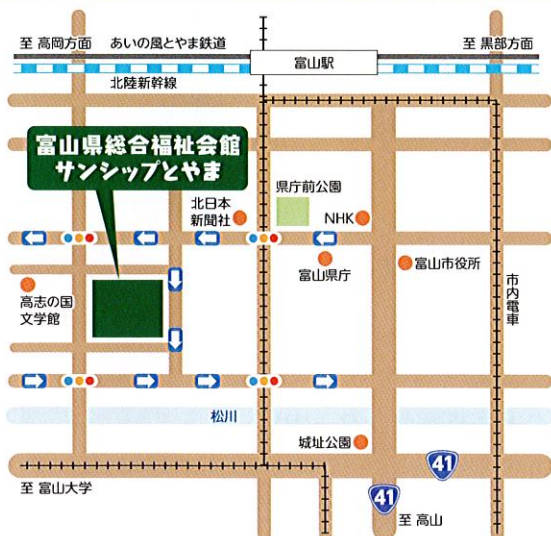 至 高岡方面
あいの風とやま鉄道
至 黒部方面
富山駅
北陸新幹線
富山県総合福祉会館
サンシップとやま
北日本
新聞社
県庁前公園
NHK
富山県庁
富山市役所
市内電車
高志の国
文学館
松川
城址公園
41
至 富山大学
41
至 高山